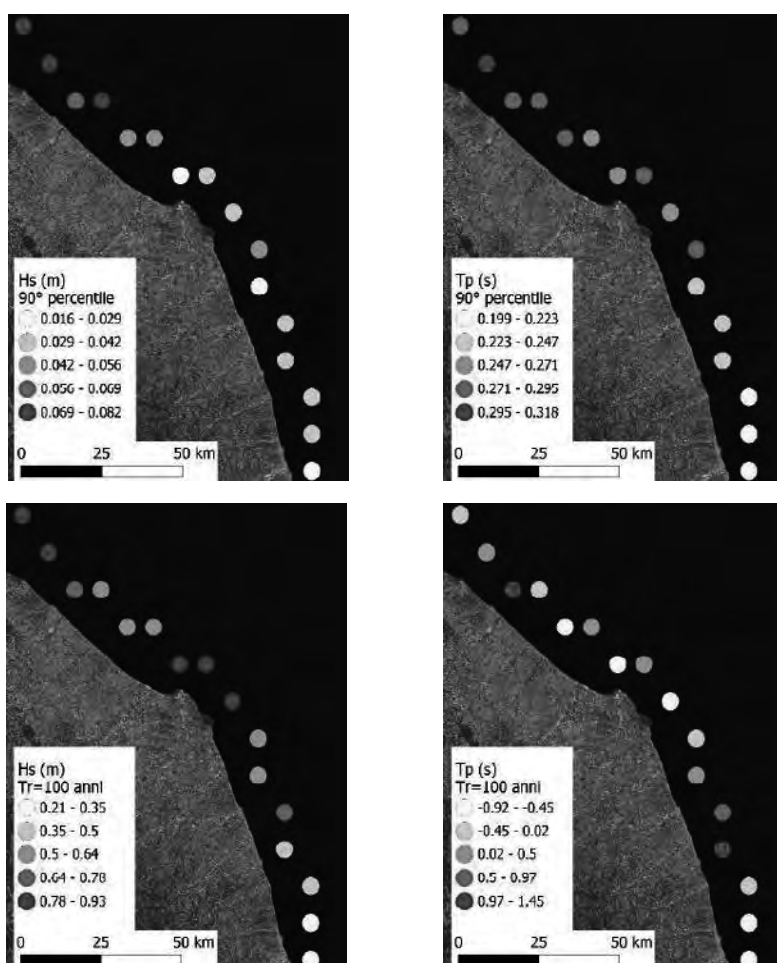 Hs (m)
90° percentile
0.016 - 0.029
0.029 - 0.042
0.042 - 0.056
0.056 - 0.069
0.069 - 0.082
0 25 50 km
Tp (s)
90° percentile
0.199 - 0.223
0.223 - 0.247
0.247 - 0.271
0.271 - 0.295
0.295 - 0.318
0 25 50 km
Hs (m)
Tr=100 anni
0.21 - 0.35
0.35 - 0.5
0.5 - 0.64
0.64 - 0.78
0.78 - 0.93
0 25 50 km
Tp (s)
Tr=100 anni
-0.92 - -0.45
-0.45 - 0.02
0.02 - 0.5
0.5 - 0.97
0.97 - 1.45
0 25 50 km